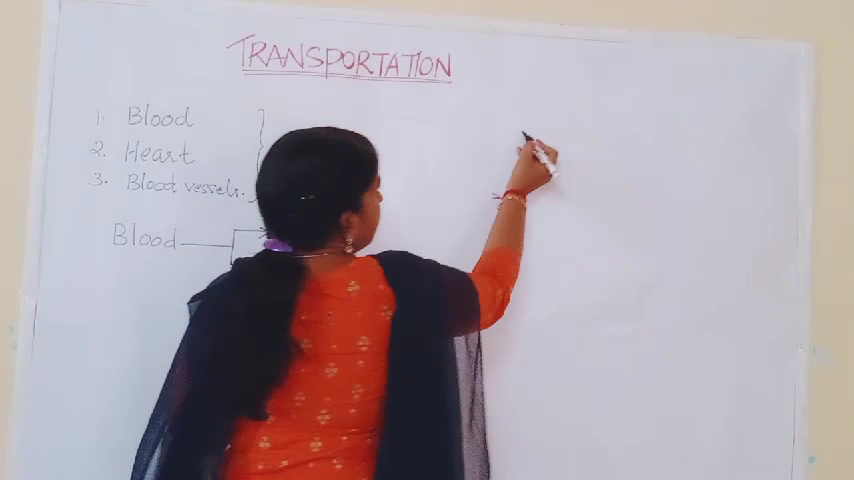 TRANSPORTATION
1. Blood
2. Heart
3. Blood vessels.
Blood